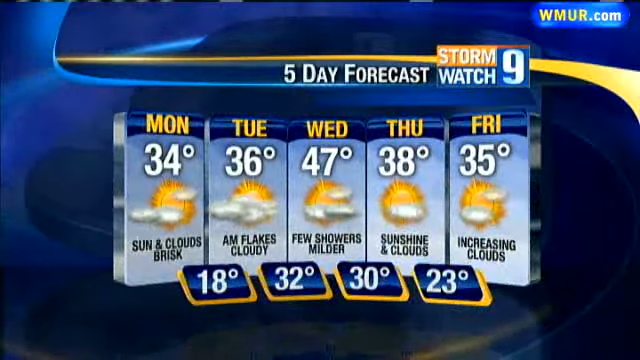 WMUR.com
5 DAY FORECAST
STORM
WATCH 9
MON
TUE
WED
THU
FRI
34°
36°
47°
38°
35°
SUN & CLOUDS
BRISK
AM FLAKES
CLOUDY
FEW SHOWERS
MILDER
SUNSHINE
& CLOUDS
INCREASING
CLOUDS
18°
32°
30°
23°